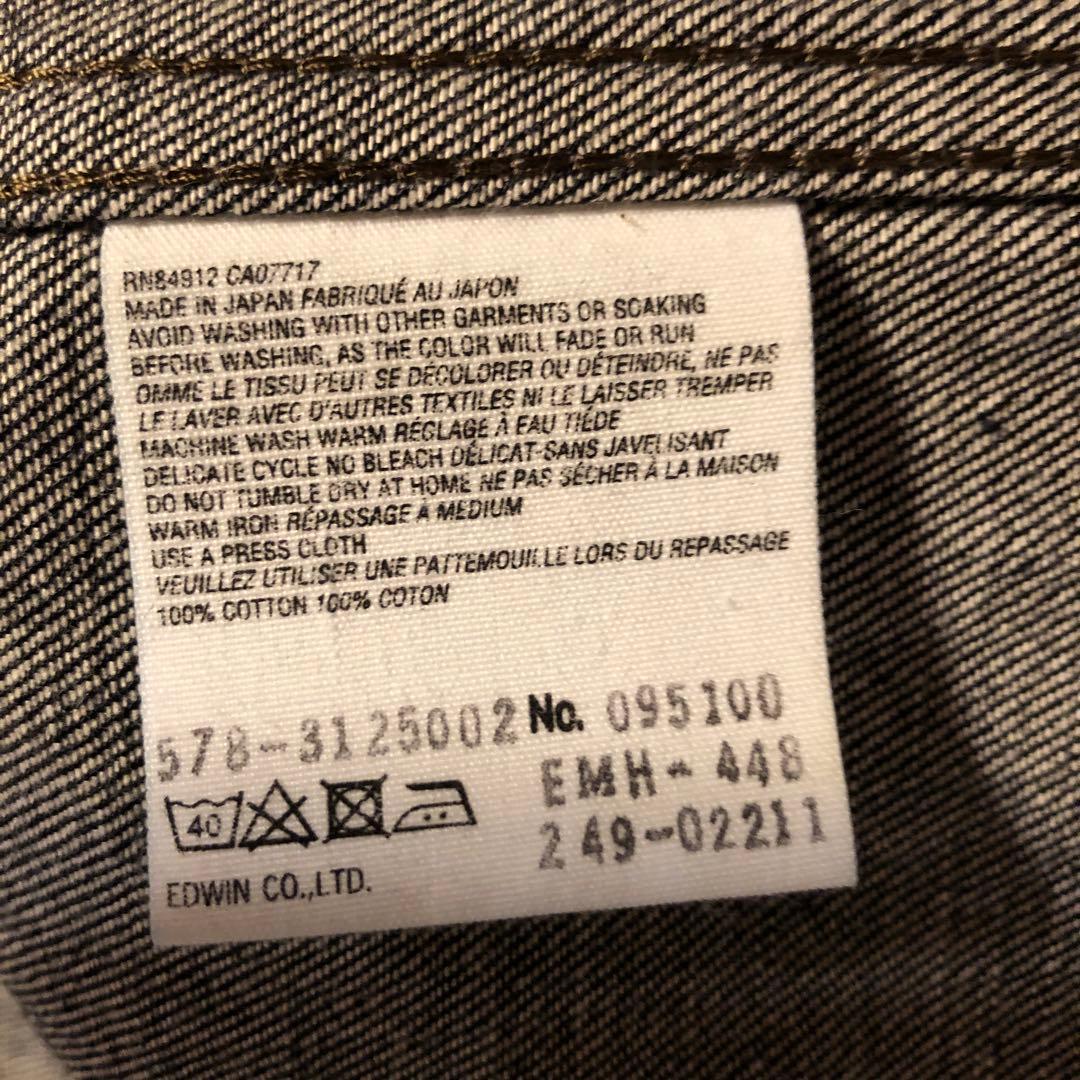 RN84912 CA07717
MADE IN JAPAN FABRIQUÉ AU JAPON
AVOID WASHING WITH OTHER GARMENTS OR SOAKING
BEFORE WASHING, AS THE COLOR WILL FADE OR RUN
OMME LE TISSU PEUT SE DÉCOLORER OU DÉTEINDRE, NE PAS
LE LAVER AVEC D'AUTRES TEXTILES NI LE LAISSER TREMPER
MACHINE WASH WARM RÉGLAGE À EAU TIÉDE
DELICATE CYCLE NO BLEACH DÉLICAT-SANS JAVELISANT
DO NOT TUMBLE DRY AT HOME NE PAS SÉCHER À LA MAISON
WARM IRON RÉPASSAGE A MEDIUM
USE A PRESS CLOTH
VEUILLEZ UTILISER UNE PATTEMOUILLE LORS DU REPASSAGE
100% COTTON 100% COTON
578-3125002 No. 095100
EMH-448
249-02211
40
EDWIN CO.,LTD.